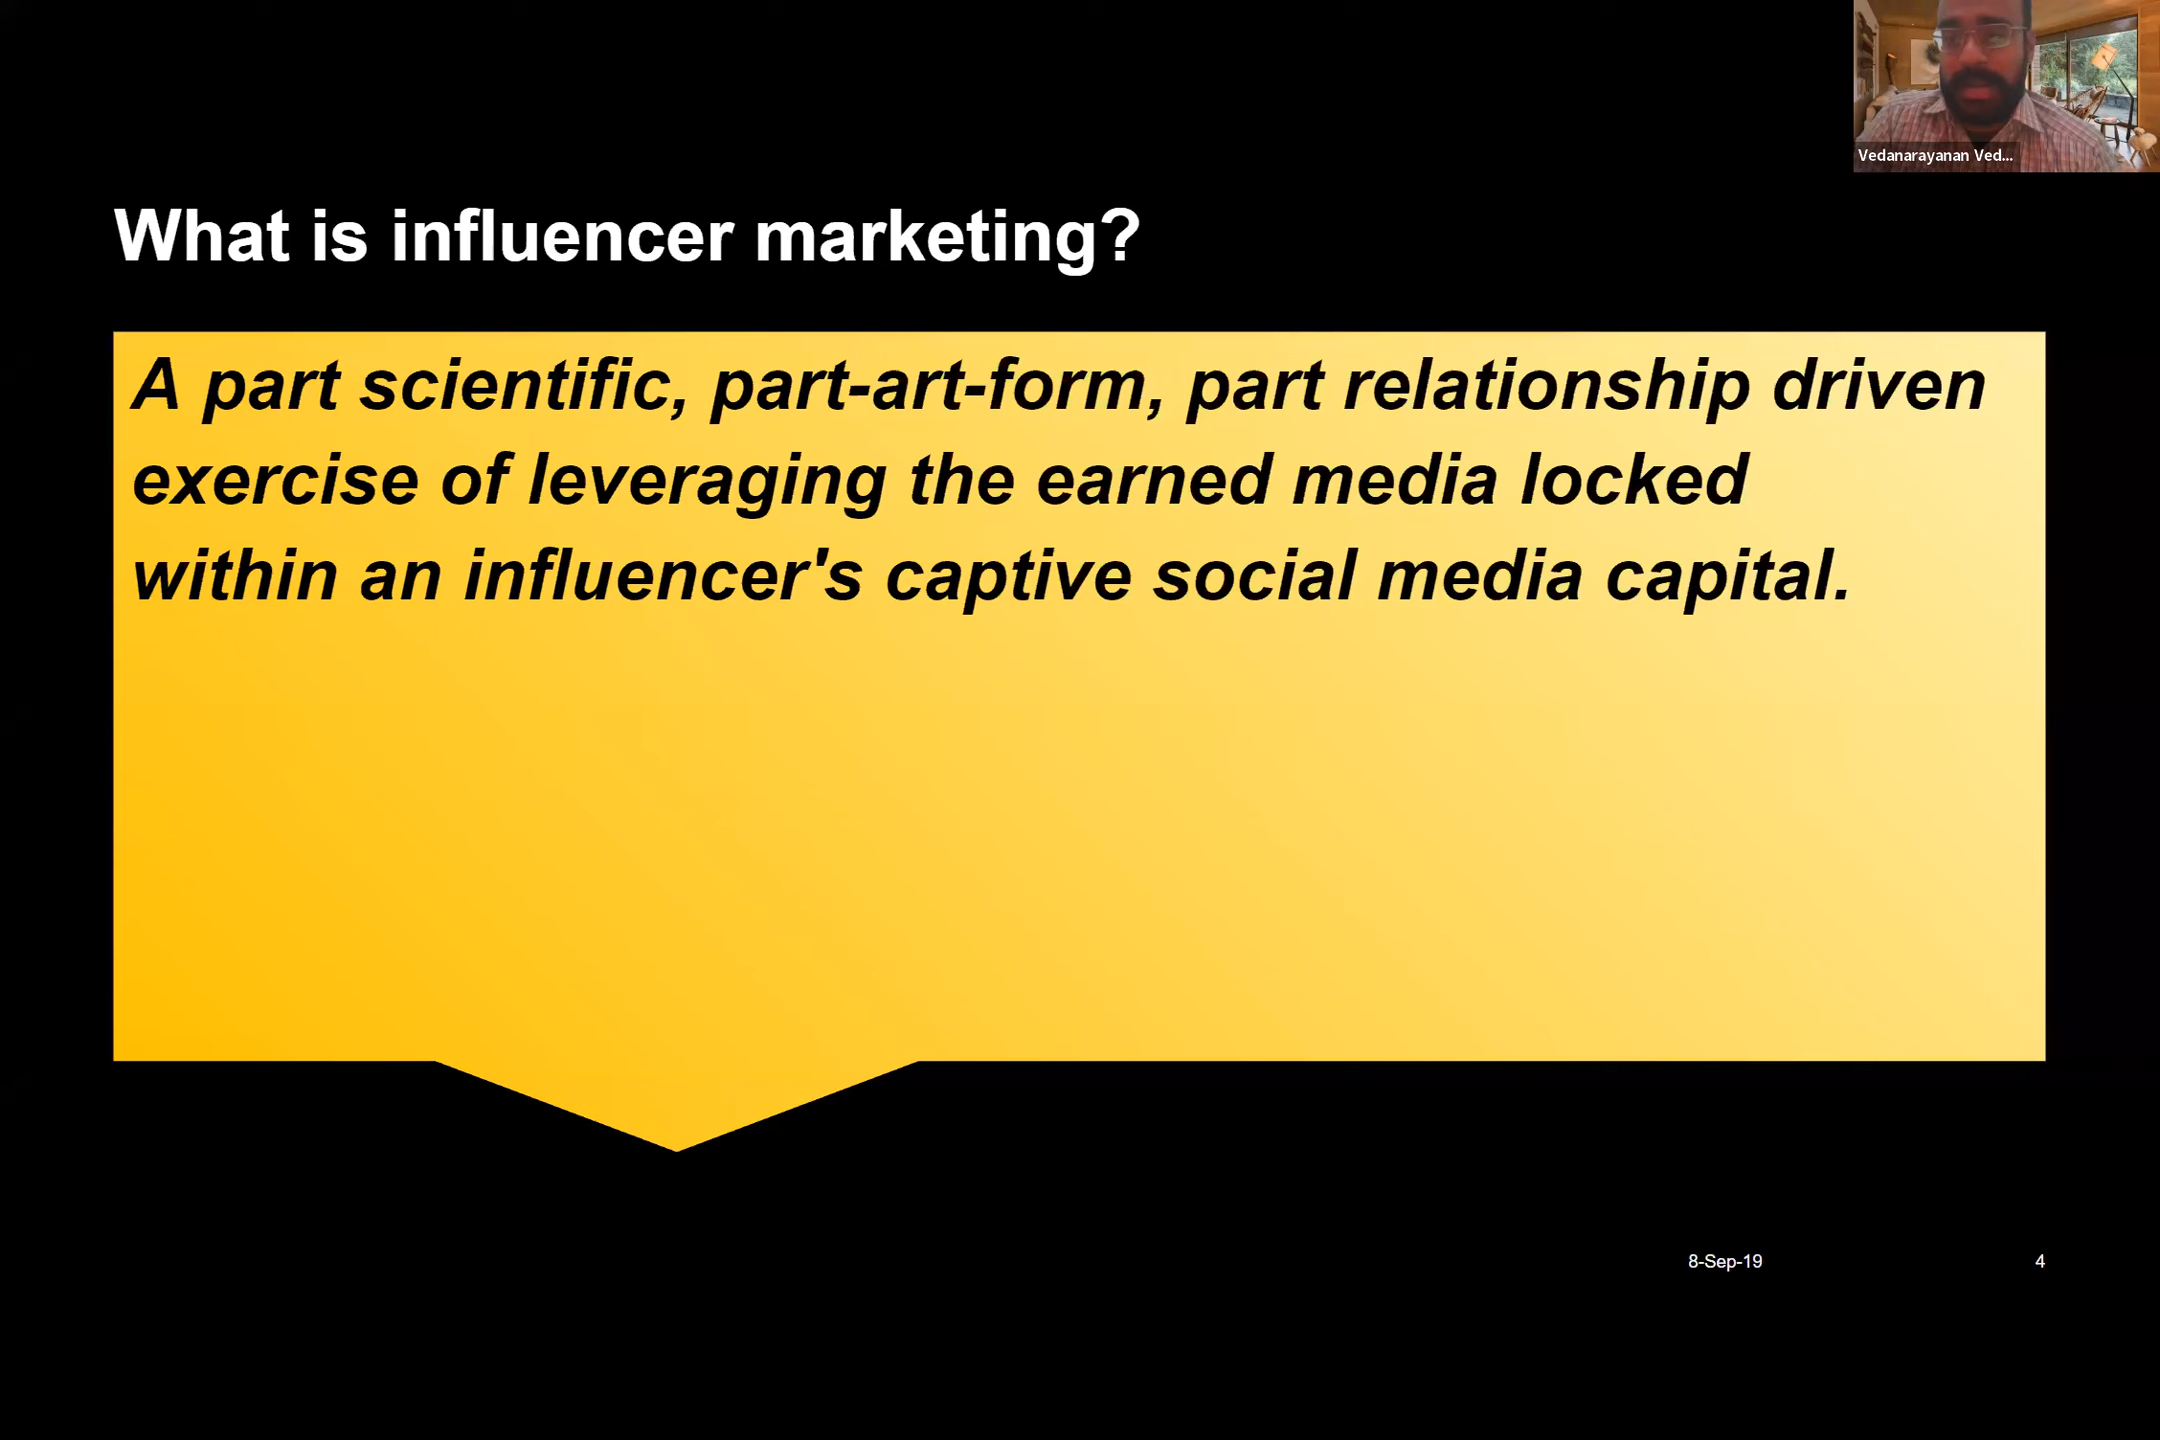 Vedanarayanan Ved...
What is influencer marketing?
A part scientific, part-art-form, part relationship driven
exercise of leveraging the earned media locked
within an influencer's captive social media capital.
8-Sep-19
4